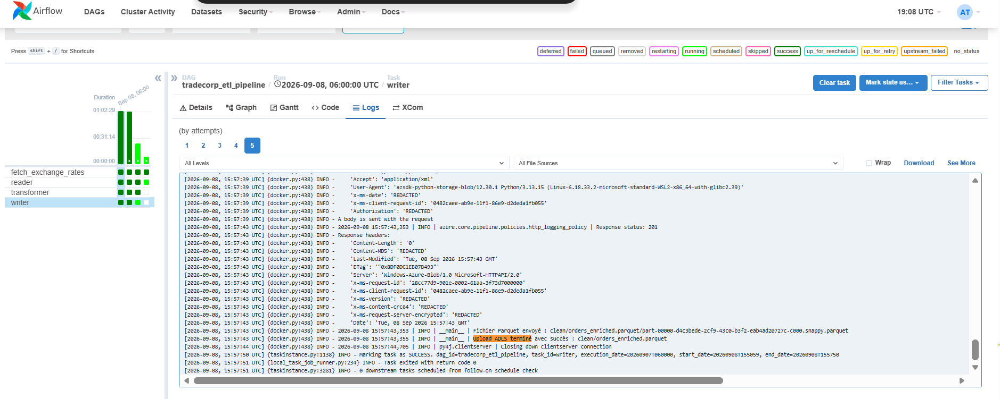 Airflow DAGs Cluster Activity Datasets Security Browse Admin Docs 19:08 UTC AT
Press shift + / for Shortcuts
deferred failed queued removed restarting running scheduled skipped success up_for_reschedule up_for_retry upstream_failed no_status
DAG Run Task
tradecorp_etl_pipeline / 2026-09-08, 06:00:00 UTC / writer
Clear task Mark state as... Filter Tasks
Sep 08, 06:00
Duration
01:02:29
00:31:14
00:00:00
fetch_exchange_rates
reader
transformer
writer
Details Graph Gantt Code Logs XCom
(by attempts)
1 2 3 4 5
All Levels All File Sources Wrap Download See More
[2026-09-08, 15:57:39 UTC] {docker.py:438} INFO - 'Accept': 'application/xml'
[2026-09-08, 15:57:39 UTC] {docker.py:438} INFO - 'User-Agent': 'azsdk-python-storage-blob/12.30.1 Python/3.13.15 (Linux-6.18.33.2-microsoft-standard-WSL2-x86_64-with-glibc2.39)'
[2026-09-08, 15:57:39 UTC] {docker.py:438} INFO - 'x-ms-date': 'REDACTED'
[2026-09-08, 15:57:39 UTC] {docker.py:438} INFO - 'x-ms-client-request-id': '0482caee-ab9e-11f1-86e9-d2deda1fb055'
[2026-09-08, 15:57:39 UTC] {docker.py:438} INFO - 'Authorization': 'REDACTED'
[2026-09-08, 15:57:39 UTC] {docker.py:438} INFO - A body is sent with the request
[2026-09-08, 15:57:43 UTC] {docker.py:438} INFO - 2026-09-08 15:57:43,353 | INFO | azure.core.pipeline.policies.http_logging_policy | Response status: 201
[2026-09-08, 15:57:43 UTC] {docker.py:438} INFO - Response headers:
[2026-09-08, 15:57:43 UTC] {docker.py:438} INFO - 'Content-Length': '0'
[2026-09-08, 15:57:43 UTC] {docker.py:438} INFO - 'Content-MD5': 'REDACTED'
[2026-09-08, 15:57:43 UTC] {docker.py:438} INFO - 'Last-Modified': 'Tue, 08 Sep 2026 15:57:43 GMT'
[2026-09-08, 15:57:43 UTC] {docker.py:438} INFO - 'ETag': '"0x8DF0DC1EB07B493"'
[2026-09-08, 15:57:43 UTC] {docker.py:438} INFO - 'Server': 'Windows-Azure-Blob/1.0 Microsoft-HTTPAPI/2.0'
[2026-09-08, 15:57:43 UTC] {docker.py:438} INFO - 'x-ms-request-id': '28cc77d9-901e-0002-61aa-3f73d7000000'
[2026-09-08, 15:57:43 UTC] {docker.py:438} INFO - 'x-ms-client-request-id': '0482caee-ab9e-11f1-86e9-d2deda1fb055'
[2026-09-08, 15:57:43 UTC] {docker.py:438} INFO - 'x-ms-version': 'REDACTED'
[2026-09-08, 15:57:43 UTC] {docker.py:438} INFO - 'x-ms-content-crc64': 'REDACTED'
[2026-09-08, 15:57:43 UTC] {docker.py:438} INFO - 'x-ms-request-server-encrypted': 'REDACTED'
[2026-09-08, 15:57:43 UTC] {docker.py:438} INFO - 'Date': 'Tue, 08 Sep 2026 15:57:43 GMT'
[2026-09-08, 15:57:43 UTC] {docker.py:438} INFO - 2026-09-08 15:57:43,353 | INFO | __main__ | Fichier Parquet envoyé : clean/orders_enriched.parquet/part-00000-d4c3bede-2cf9-43c0-b3f2-eab4ad20727c-c000.snappy.parquet
[2026-09-08, 15:57:43 UTC] {docker.py:438} INFO - 2026-09-08 15:57:43,355 | INFO | __main__ | Upload ADLS terminé avec succès : clean/orders_enriched.parquet
[2026-09-08, 15:57:44 UTC] {docker.py:438} INFO - 2026-09-08 15:57:44,705 | INFO | py4j.clientserver | Closing down clientserver connection
[2026-09-08, 15:57:50 UTC] {taskinstance.py:1138} INFO - Marking task as SUCCESS. dag_id=tradecorp_etl_pipeline, task_id=writer, execution_date=20260907T060000, start_date=20260908T155059, end_date=20260908T155750
[2026-09-08, 15:57:51 UTC] {local_task_job_runner.py:234} INFO - Task exited with return code 0
[2026-09-08, 15:57:51 UTC] {taskinstance.py:3281} INFO - 0 downstream tasks scheduled from follow-on schedule check